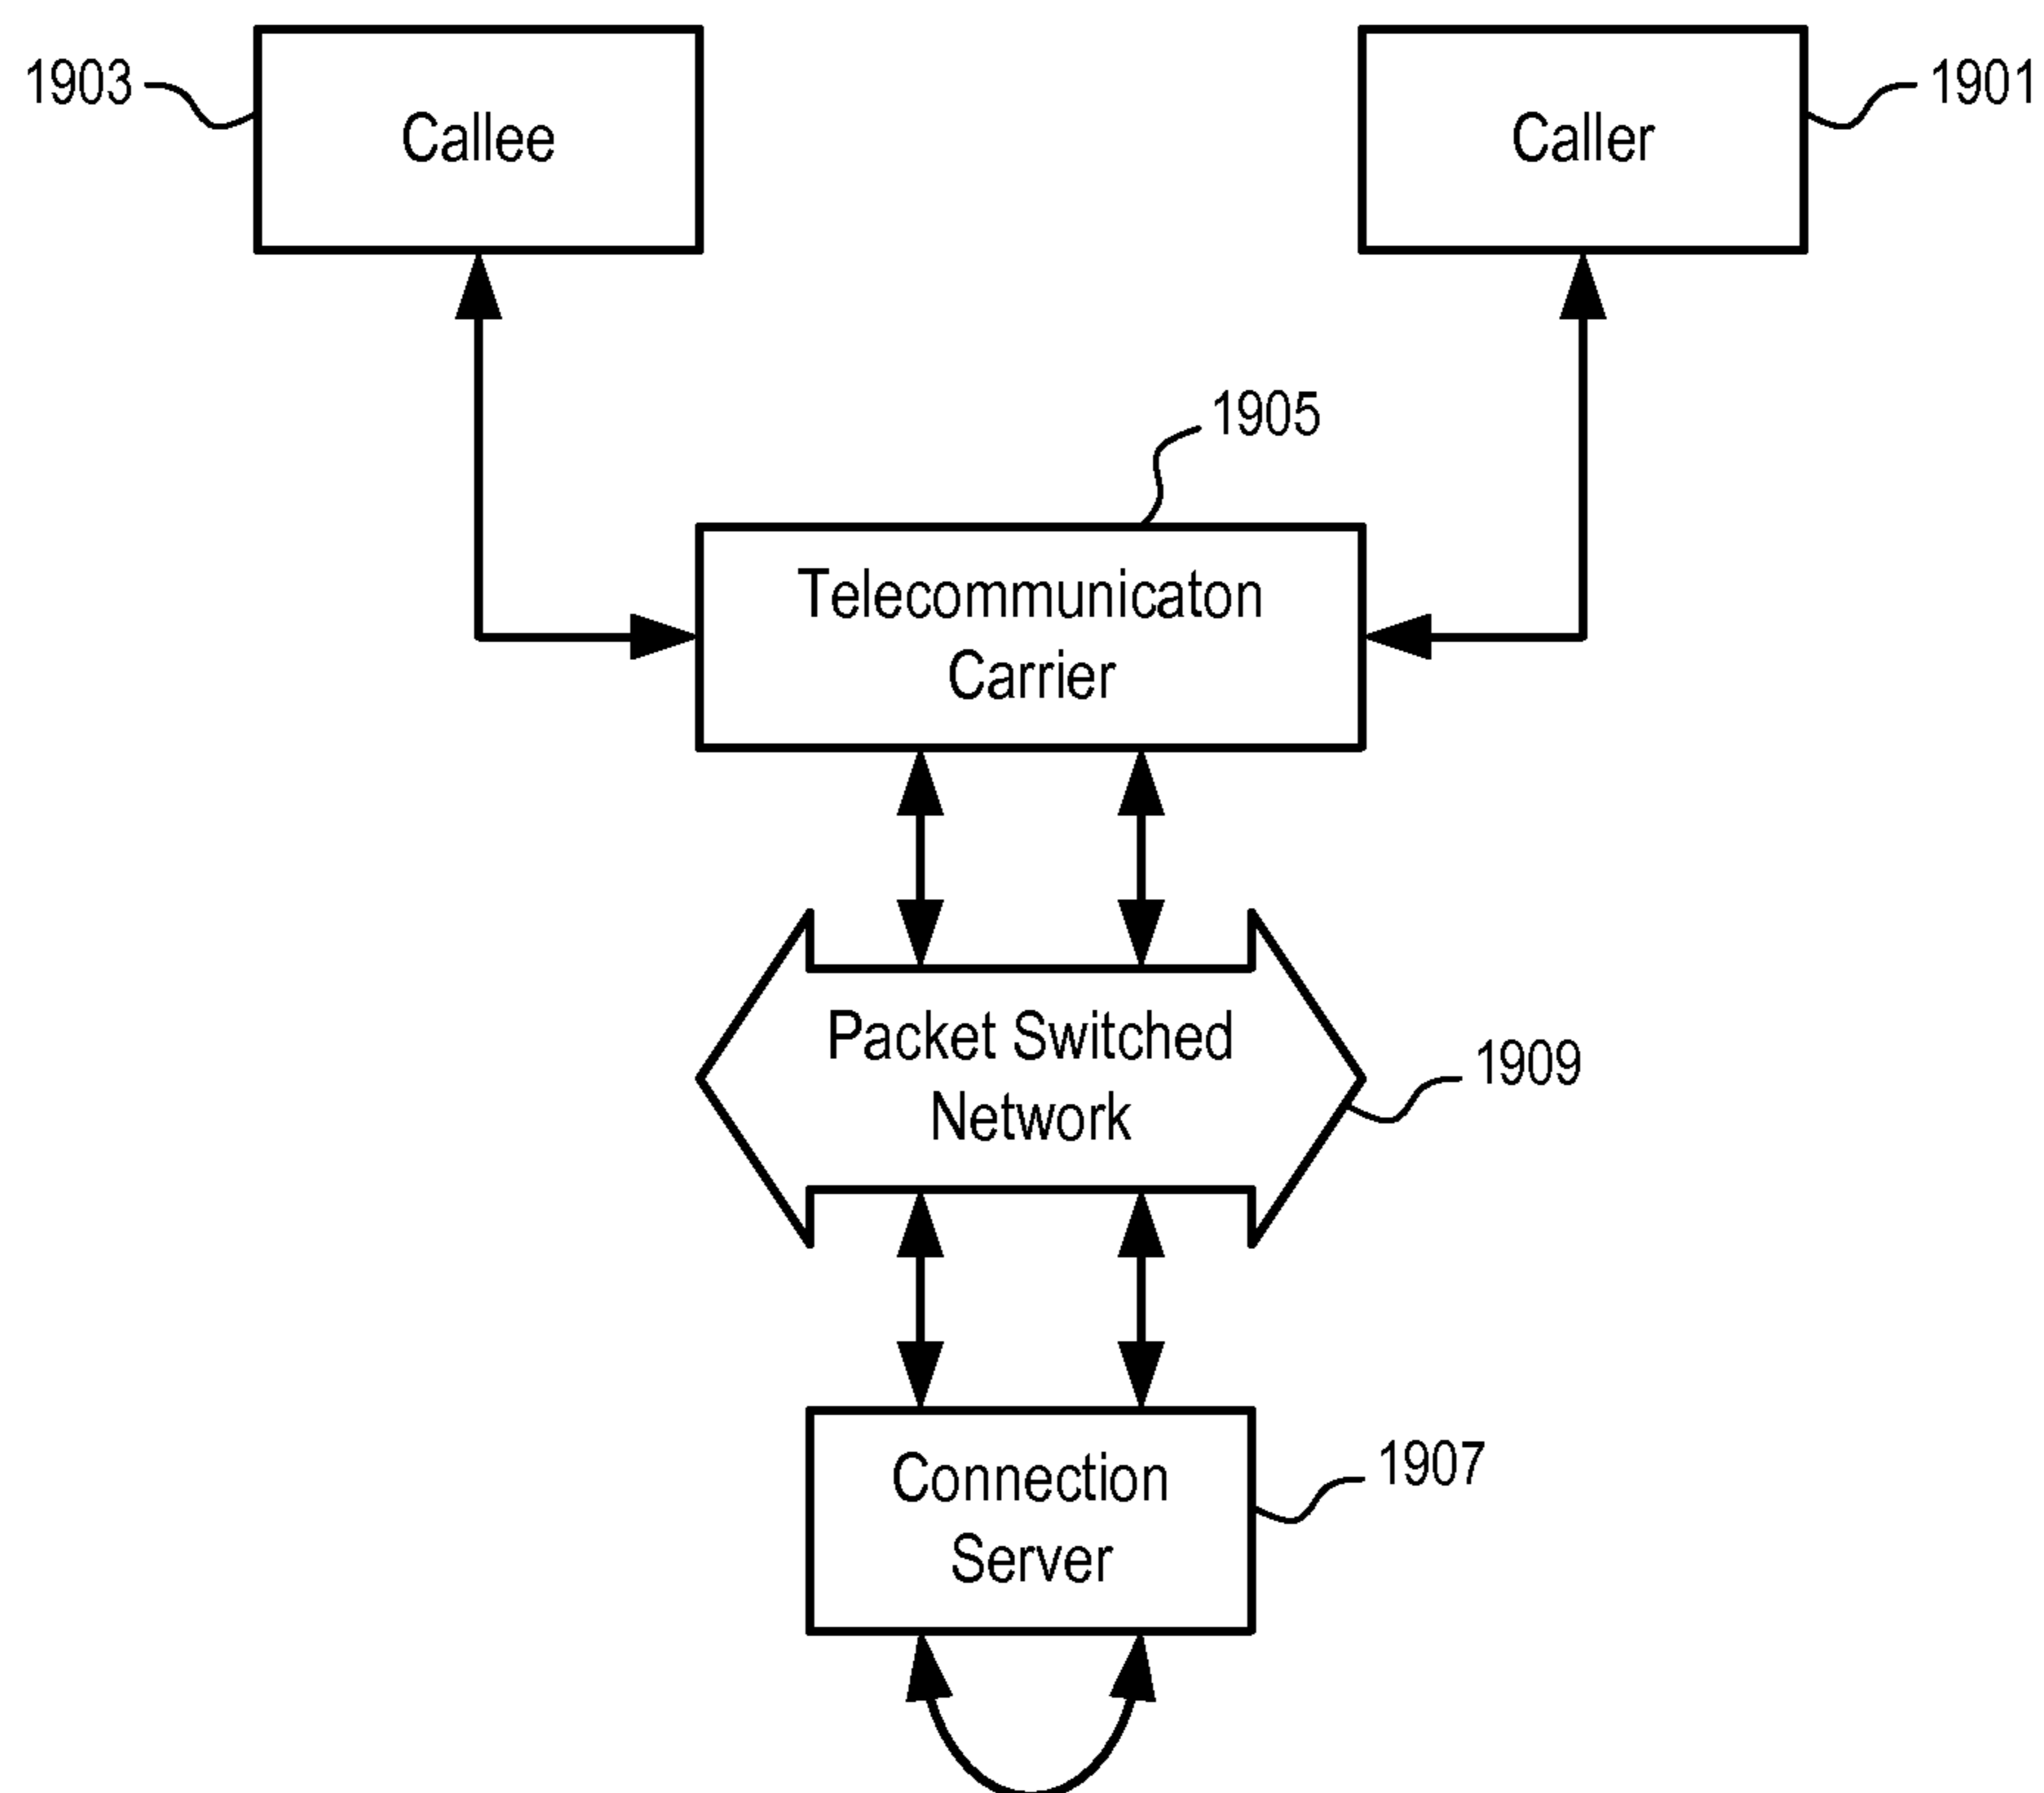 1903
Callee
Caller
1901
1905
Telecommunicaton
Carrier
Packet Switched
Network
1909
Connection
Server
1907